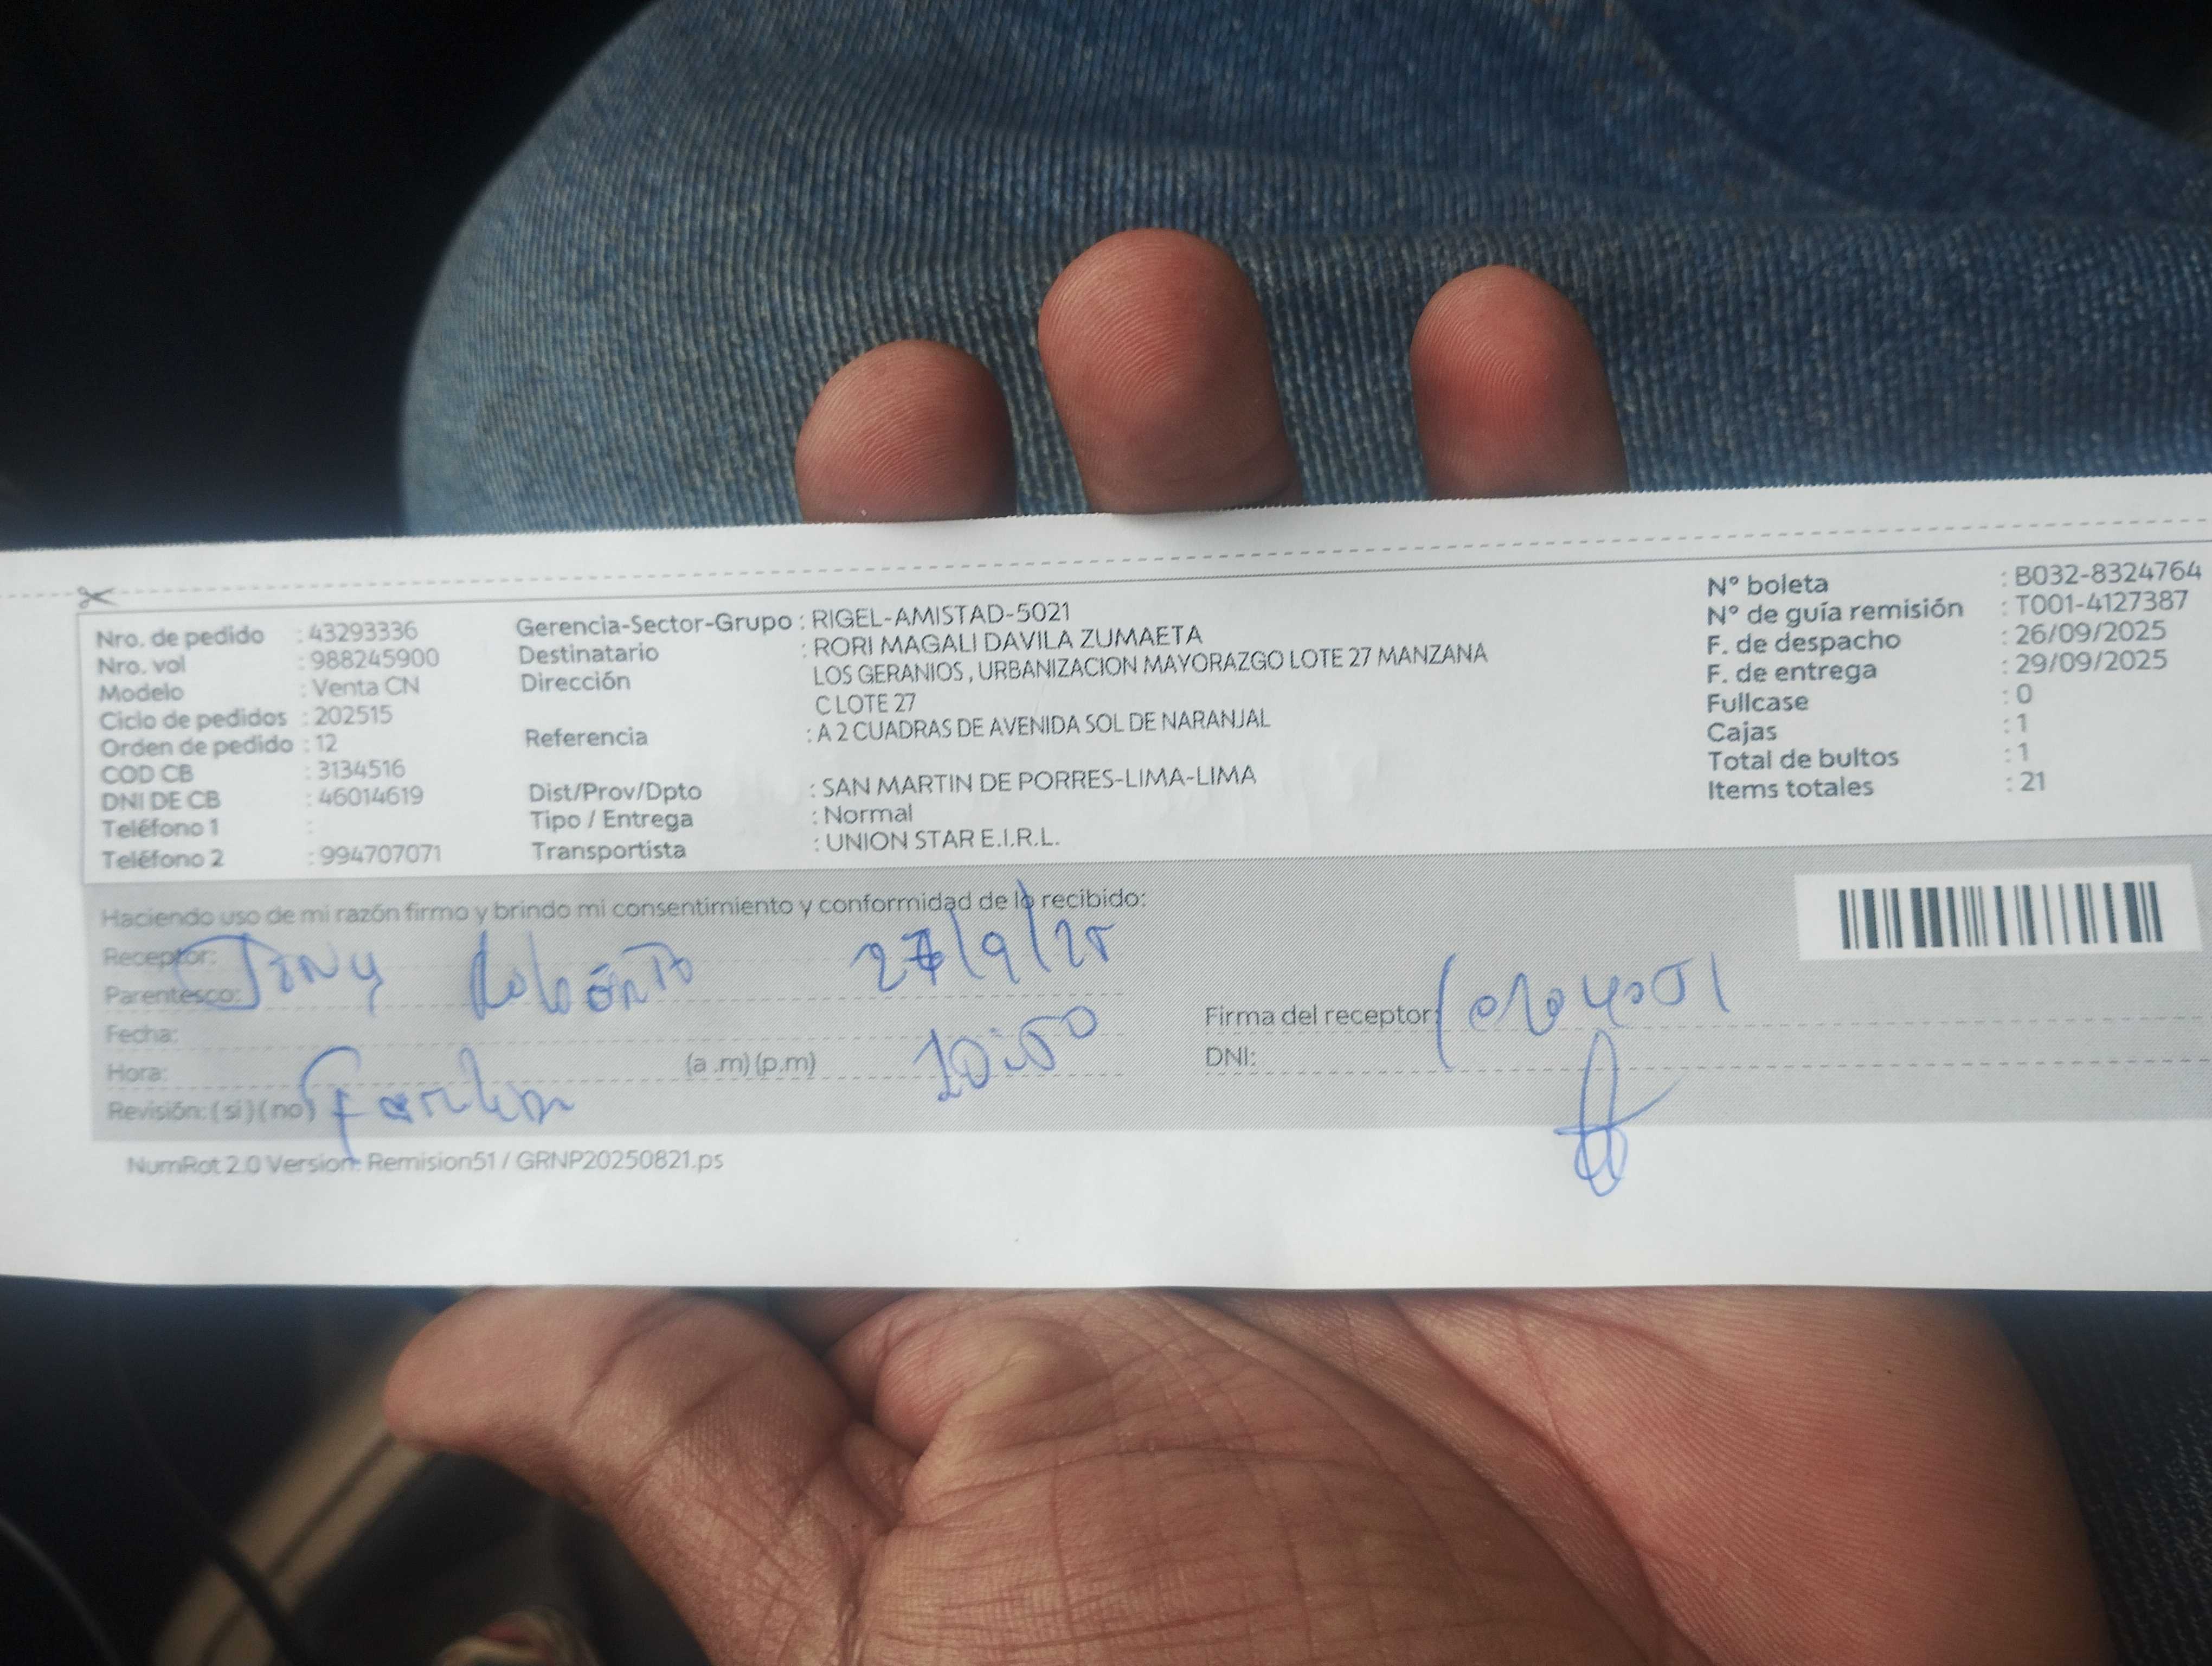 Nro. de pedido : 43293336
Nro. vol : 988245900
Modelo : Venta CN
Ciclo de pedidos : 202515
Orden de pedido : 12
COD CB : 3134516
DNI DE CB : 46014619
Teléfono 1 :
Teléfono 2 : 994707071
Gerencia-Sector-Grupo : RIGEL-AMISTAD-5021
Destinatario : RORI MAGALI DAVILA ZUMAETA
Dirección LOS GERANIOS , URBANIZACION MAYORAZGO LOTE 27 MANZANA
C LOTE 27
Referencia : A 2 CUADRAS DE AVENIDA SOL DE NARANJAL
Dist/Prov/Dpto : SAN MARTIN DE PORRES-LIMA-LIMA
Tipo / Entrega : Normal
Transportista : UNION STAR E.I.R.L.
N° boleta : B032-8324764
N° de guía remisión : T001-4127387
F. de despacho : 26/09/2025
F. de entrega : 29/09/2025
Fullcase : 0
Cajas : 1
Total de bultos : 1
Items totales : 21
Haciendo uso de mi razón firmo y brindo mi consentimiento y conformidad de lo recibido:
Receptor:
Parentesco:
Fecha:
Hora: (a .m) (p.m) 10:50
Revisión: ( si ) ( no )
27/9/25
Firma del receptor:
DNI:
NumRot 2.0 Version: Remision51 / GRNP20250821.ps